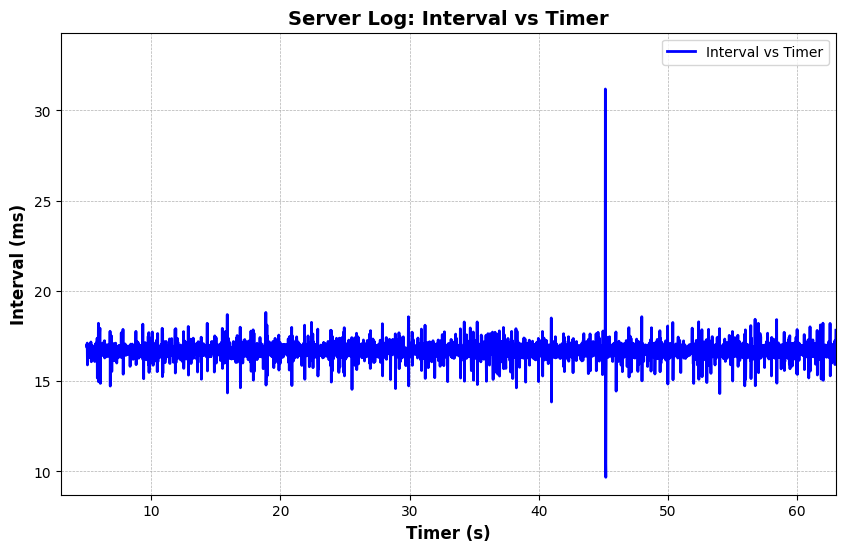 Server Log: Interval vs Timer
Interval vs Timer
30
25
20
15
10
Interval (ms)
10 20 30 40 50 60
Timer (s)